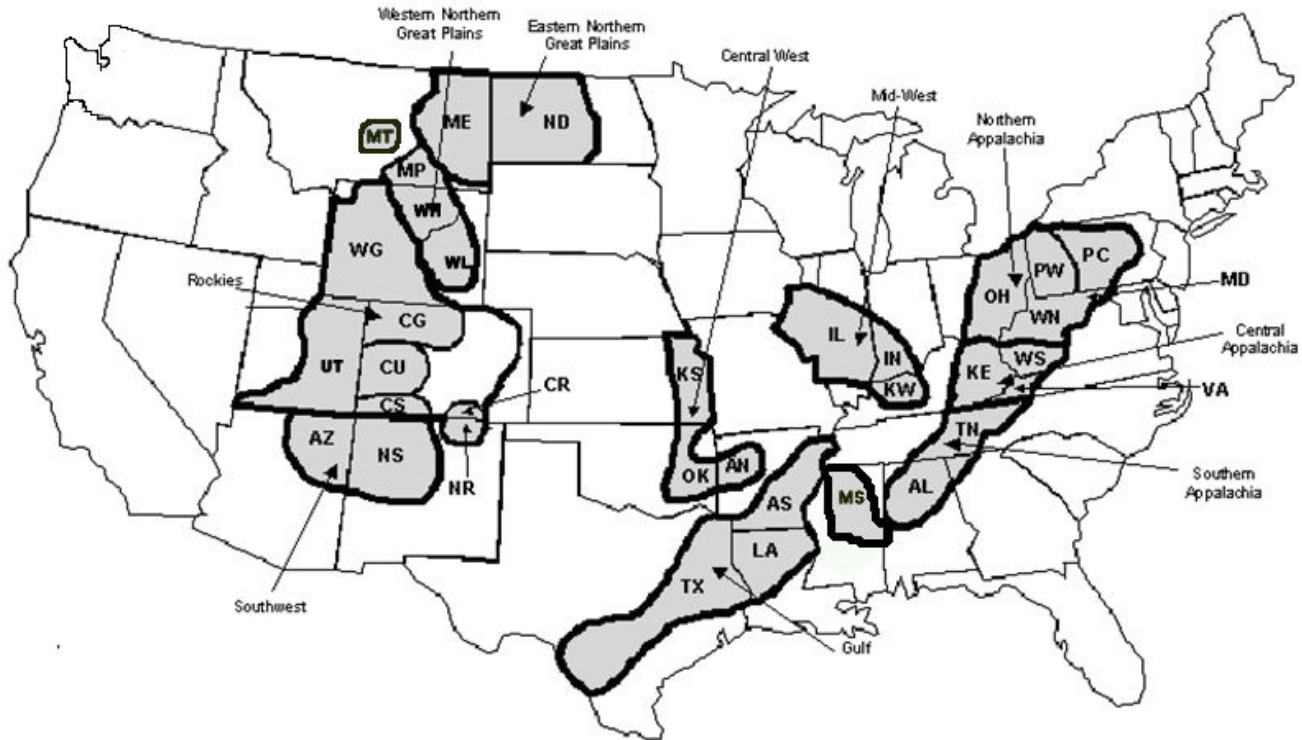 Western Northern
Great Plains
Eastern Northern
Great Plains
Central West
Mid-West
Northern
Appalachia
ME
ND
MT
MP
WH
WG
WL
PC
PW
OH
MD
WN
Rockies
CG
IL
IN
Central
Appalachia
WS
KE
UT
CU
KS
KW
CR
VA
CS
AZ
NS
TN
AN
OK
NR
Southern
Appalachia
MS
AL
AS
LA
TX
Southwest
Gulf